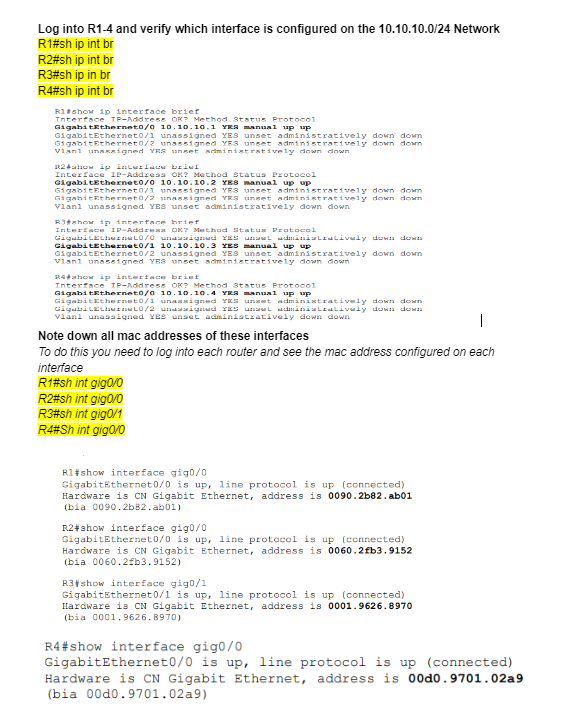 Log into R1-4 and verify which interface is configured on the 10.10.10.0/24 Network
R1#sh ip int br
R2#sh ip int br
R3#sh ip in br
R4#sh ip int br
R1#show ip interface brief
Interface IP-Address OK? Method Status Protocol
GigabitEthernet0/0 10.10.10.1 YES manual up up
GigabitEthernet0/1 unassigned YES unset administratively down down
GigabitEthernet0/2 unassigned YES unset administratively down down
Vlan1 unassigned YES unset administratively down down
R2#show ip interface brief
Interface IP-Address OK? Method Status Protocol
GigabitEthernet0/0 10.10.10.2 YES manual up up
GigabitEthernet0/1 unassigned YES unset administratively down down
GigabitEthernet0/2 unassigned YES unset administratively down down
Vlan1 unassigned YES unset administratively down down
R3#show ip interface brief
Interface IP-Address OK? Method Status Protocol
GigabitEthernet0/0 unassigned YES unset administratively down down
GigabitEthernet0/1 10.10.10.3 YES manual up up
GigabitEthernet0/2 unassigned YES unset administratively down down
Vlan1 unassigned YES unset administratively down down
R4#show ip interface brief
Interface IP-Address OK? Method Status Protocol
GigabitEthernet0/0 10.10.10.4 YES manual up up
GigabitEthernet0/1 unassigned YES unset administratively down down
GigabitEthernet0/2 unassigned YES unset administratively down down
Vlan1 unassigned YES unset administratively down down
Note down all mac addresses of these interfaces
To do this you need to log into each router and see the mac address configured on each
interface
R1#sh int gig0/0
R2#sh int gig0/0
R3#sh int gig0/1
R4#Sh int gig0/0
R1#show interface gig0/0
GigabitEthernet0/0 is up, line protocol is up (connected)
Hardware is CN Gigabit Ethernet, address is 0090.2b82.ab01
(bia 0090.2b82.ab01)
R2#show interface gig0/0
GigabitEthernet0/0 is up, line protocol is up (connected)
Hardware is CN Gigabit Ethernet, address is 0060.2fb3.9152
(bia 0060.2fb3.9152)
R3#show interface gig0/1
GigabitEthernet0/1 is up, line protocol is up (connected)
Hardware is CN Gigabit Ethernet, address is 0001.9626.8970
(bia 0001.9626.8970)
R4#show interface gig0/0
GigabitEthernet0/0 is up, line protocol is up (connected)
Hardware is CN Gigabit Ethernet, address is 00d0.9701.02a9
(bia 00d0.9701.02a9)